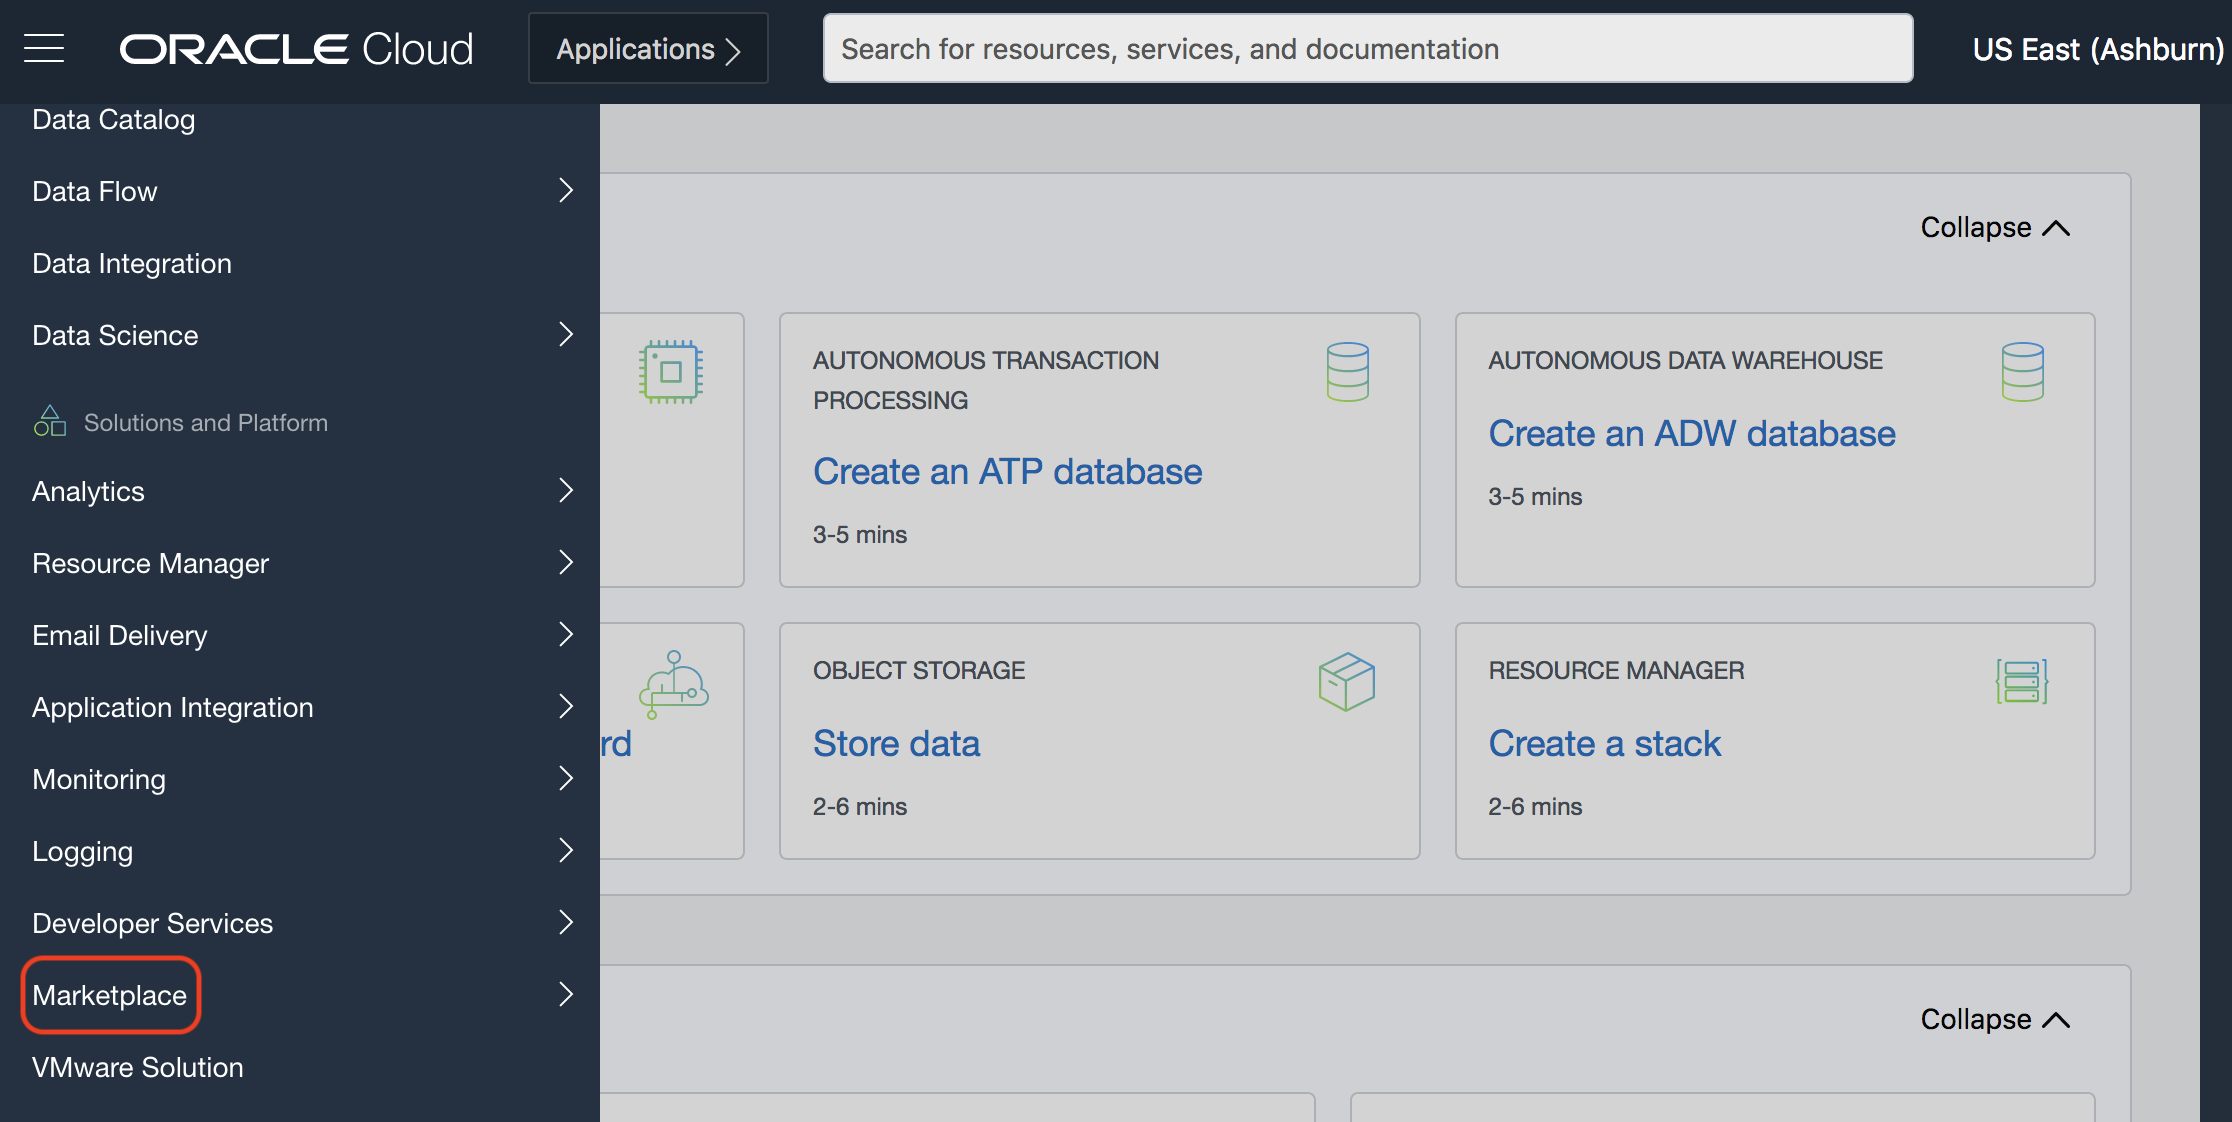 ORACLE Cloud
Applications
Search for resources, services, and documentation
US East (Ashburn)
Data Catalog
Data Flow
Data Integration
Data Science
Solutions and Platform
Analytics
Resource Manager
Email Delivery
Application Integration
Monitoring
Logging
Developer Services
Marketplace
VMware Solution
Collapse
AUTONOMOUS TRANSACTION
PROCESSING
Create an ATP database
3-5 mins
AUTONOMOUS DATA WAREHOUSE
Create an ADW database
3-5 mins
rd
OBJECT STORAGE
Store data
2-6 mins
RESOURCE MANAGER
Create a stack
2-6 mins
Collapse